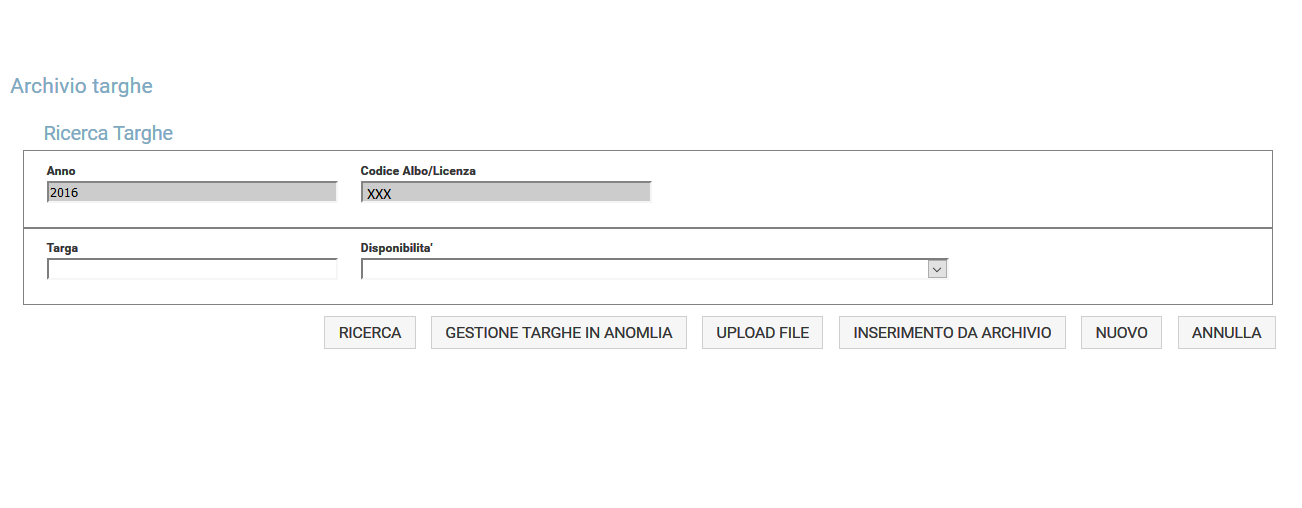 Archivio targhe
Ricerca Targhe
Anno Codice Albo/Licenza
2016 XXX
Targa Disponibilita'
RICERCA GESTIONE TARGHE IN ANOMLIA UPLOAD FILE INSERIMENTO DA ARCHIVIO NUOVO ANNULLA